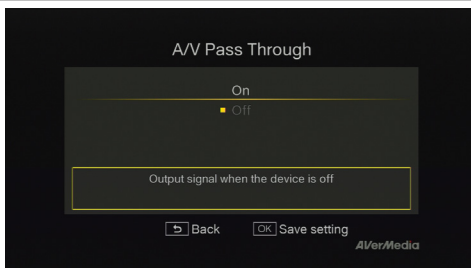 A/V Pass Through
On
Off
Output signal when the device is off
Back OK Save setting
AVerMedia